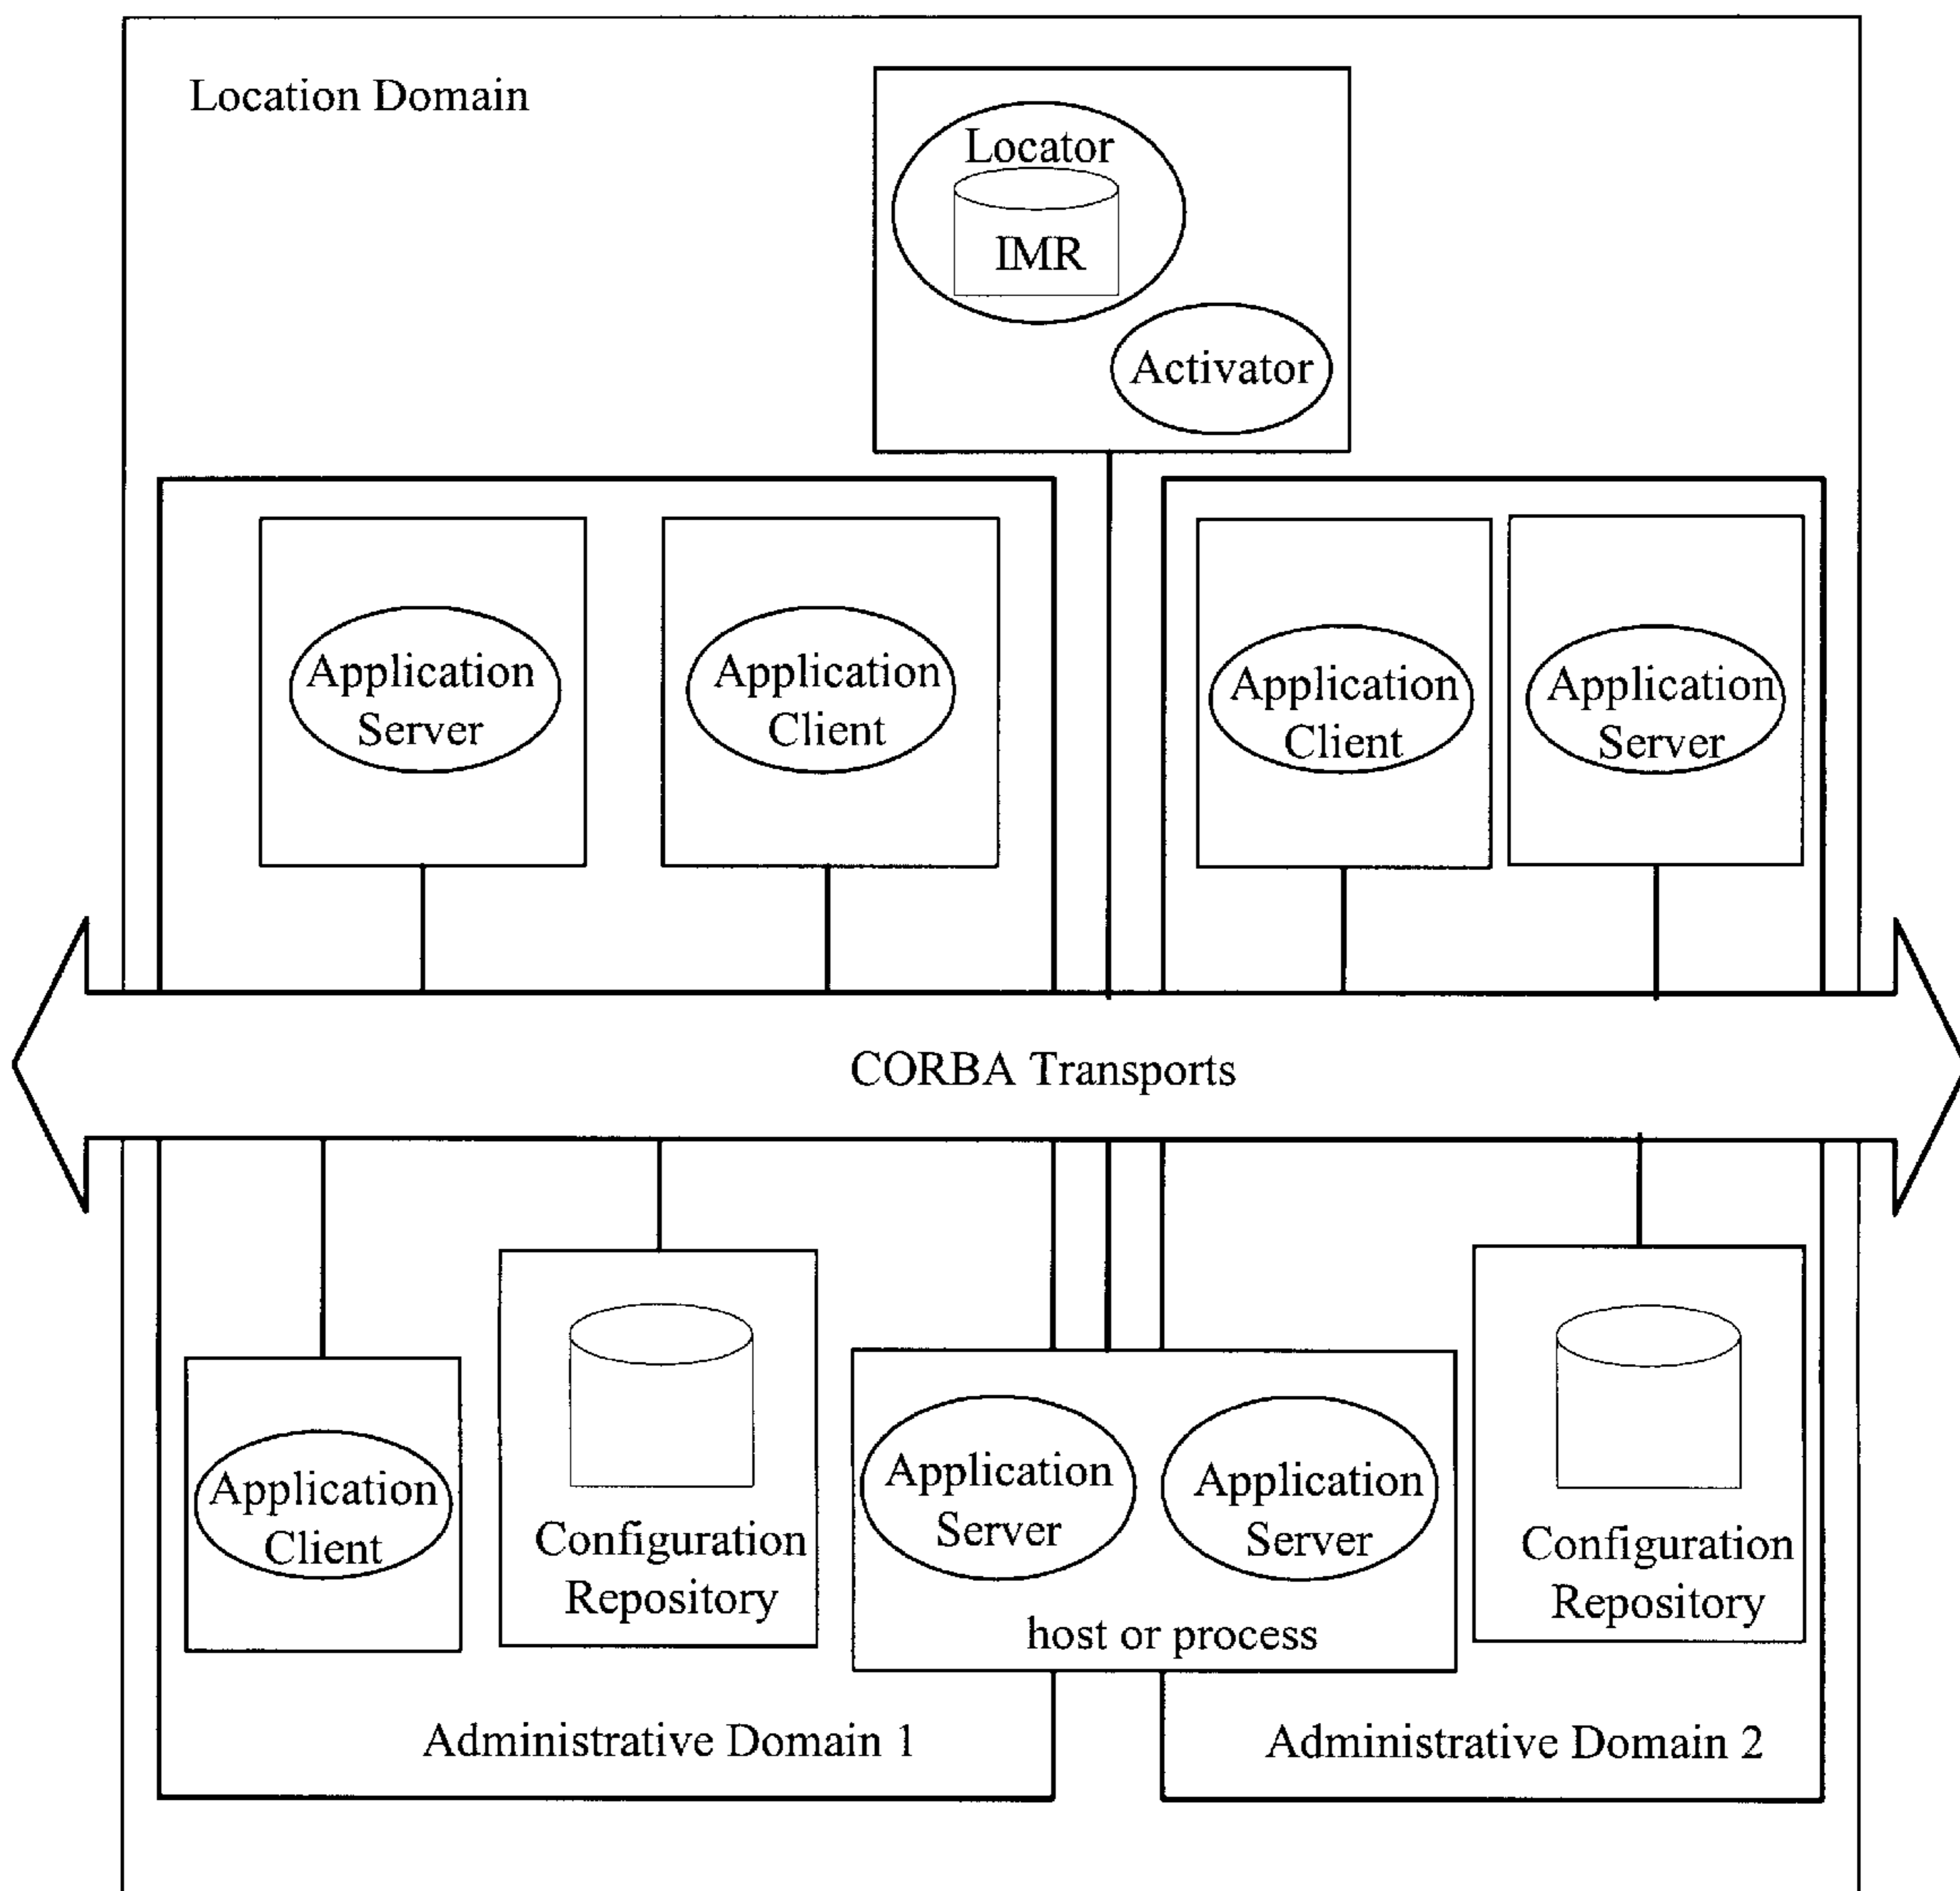 Location Domain
Locator
IMR
Activator
Application
Server
Application
Client
Application
Client
Application
Server
CORBA Transports
Application
Client
Configuration
Repository
Application
Server
Application
Server
host or process
Configuration
Repository
Administrative Domain 1
Administrative Domain 2